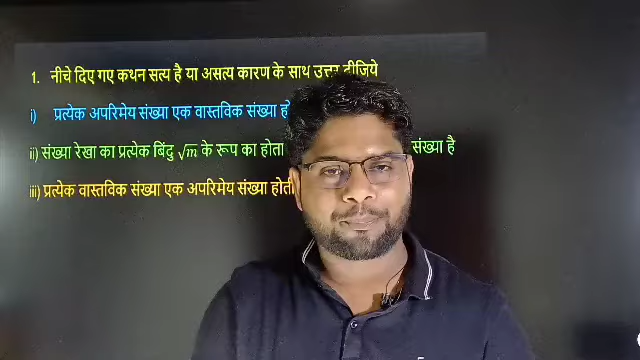 1. नीचे दिए गए कथन सत्य है या असत्य कारण के साथ उत्तर दीजिये
i) प्रत्येक अपरिमेय संख्या एक वास्तविक संख्या
ii) संख्या रेखा का प्रत्येक बिंदु √m के रूप का होता संख्या है
iii) प्रत्येक वास्तविक संख्या एक अपरिमेय संख्या होती